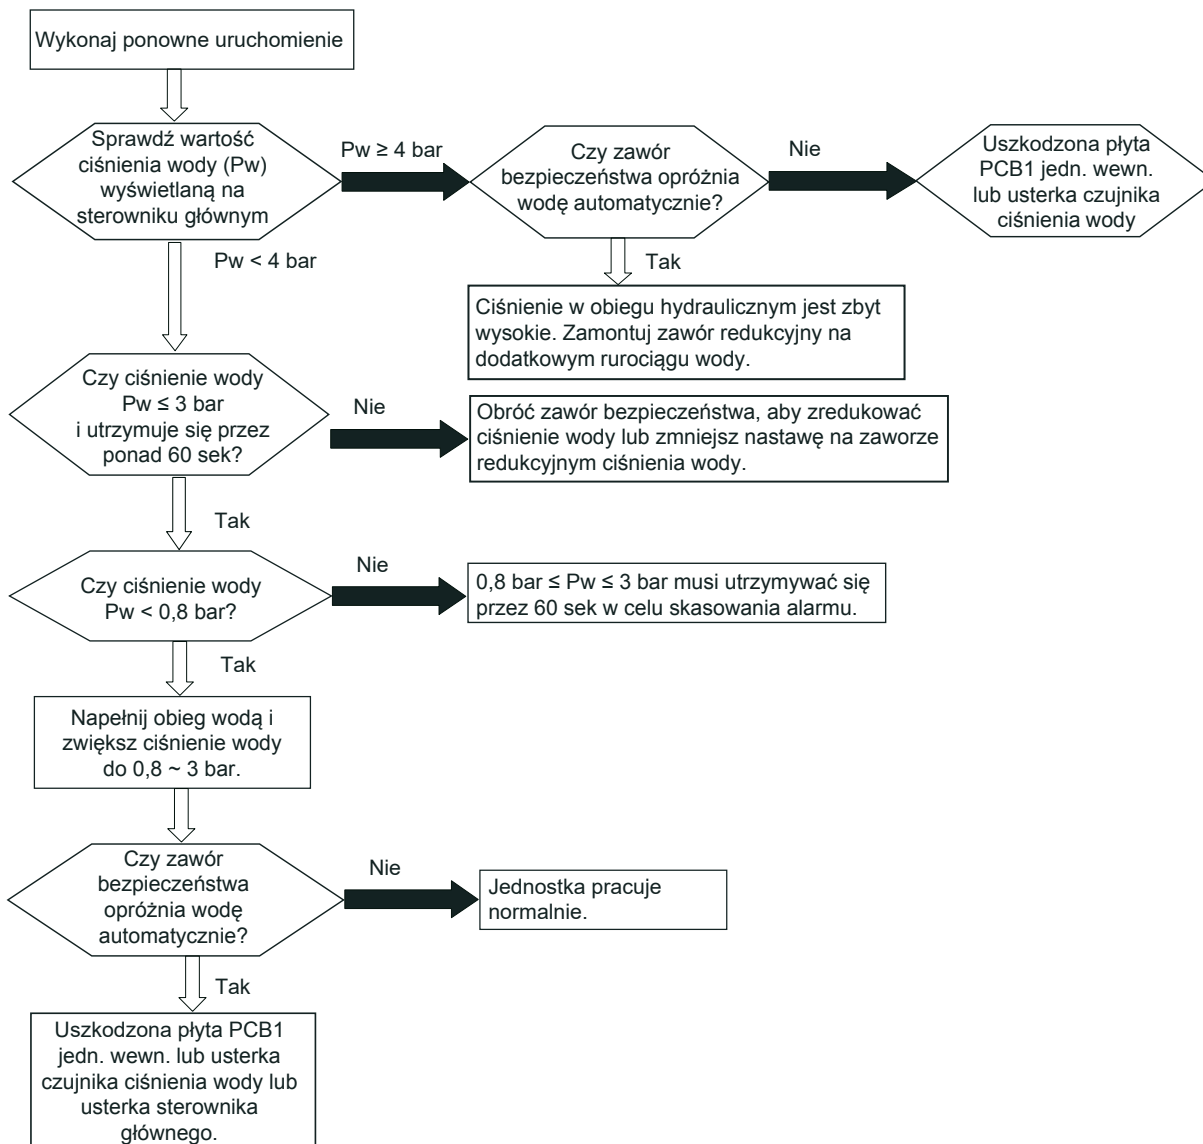 Wykonaj ponowne uruchomienie
Sprawdź wartość
ciśnienia wody (Pw)
wyświetlaną na
sterowniku głównym
Pw ≥ 4 bar
Czy zawór
bezpieczeństwa opróżnia
wodę automatycznie?
Nie
Uszkodzona płyta
PCB1 jedn. wewn.
lub usterka czujnika
ciśnienia wody
Pw < 4 bar
Tak
Ciśnienie w obiegu hydraulicznym jest zbyt
wysokie. Zamontuj zawór redukcyjny na
dodatkowym rurociągu wody.
Czy ciśnienie wody
Pw ≤ 3 bar
i utrzymuje się przez
ponad 60 sek?
Nie
Obróć zawór bezpieczeństwa, aby zredukować
ciśnienie wody lub zmniejsz nastawę na zaworze
redukcyjnym ciśnienia wody.
Tak
Czy ciśnienie wody
Pw < 0,8 bar?
Nie
0,8 bar ≤ Pw ≤ 3 bar musi utrzymywać się
przez 60 sek w celu skasowania alarmu.
Tak
Napełnij obieg wodą i
zwiększ ciśnienie wody
do 0,8 ~ 3 bar.
Czy zawór
bezpieczeństwa
opróżnia wodę
automatycznie?
Nie
Jednostka pracuje
normalnie.
Tak
Uszkodzona płyta PCB1
jedn. wewn. lub usterka
czujnika ciśnienia wody lub
usterka sterownika
głównego.